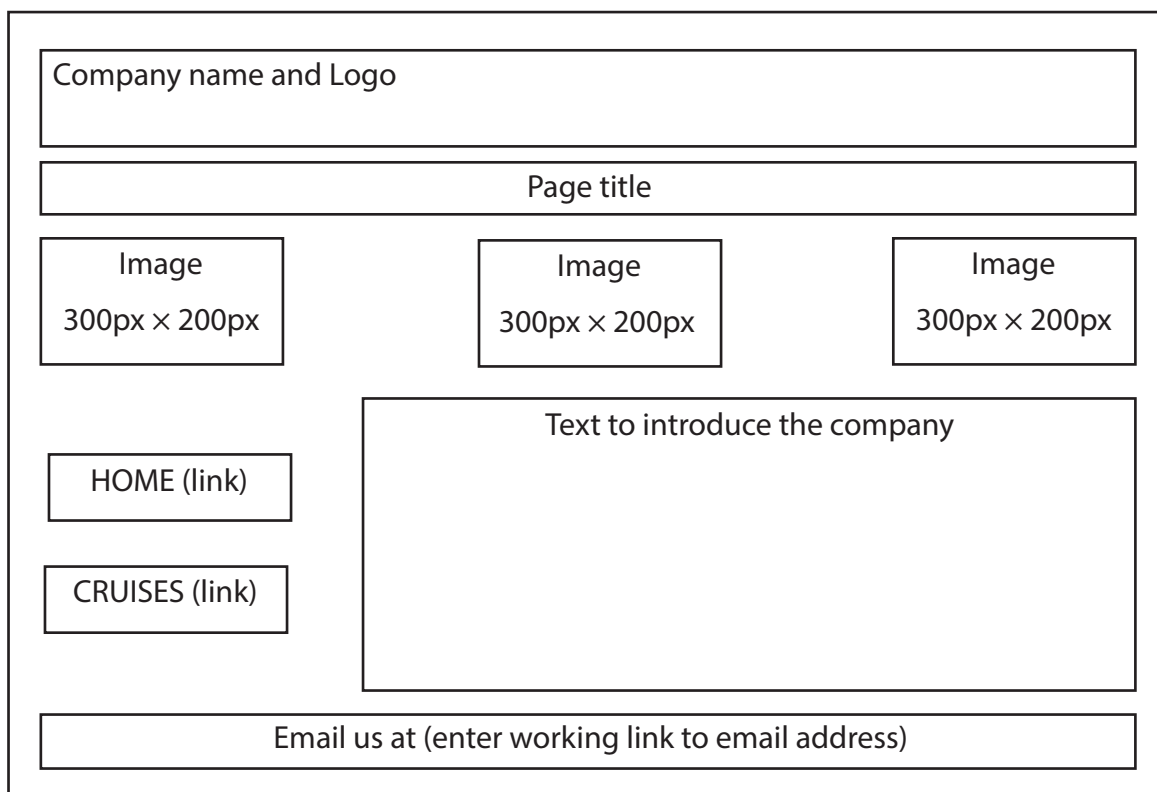 Company name and Logo
Page title
Image
300px × 200px
Image
300px × 200px
Image
300px × 200px
Text to introduce the company
HOME (link)
CRUISES (link)
Email us at (enter working link to email address)